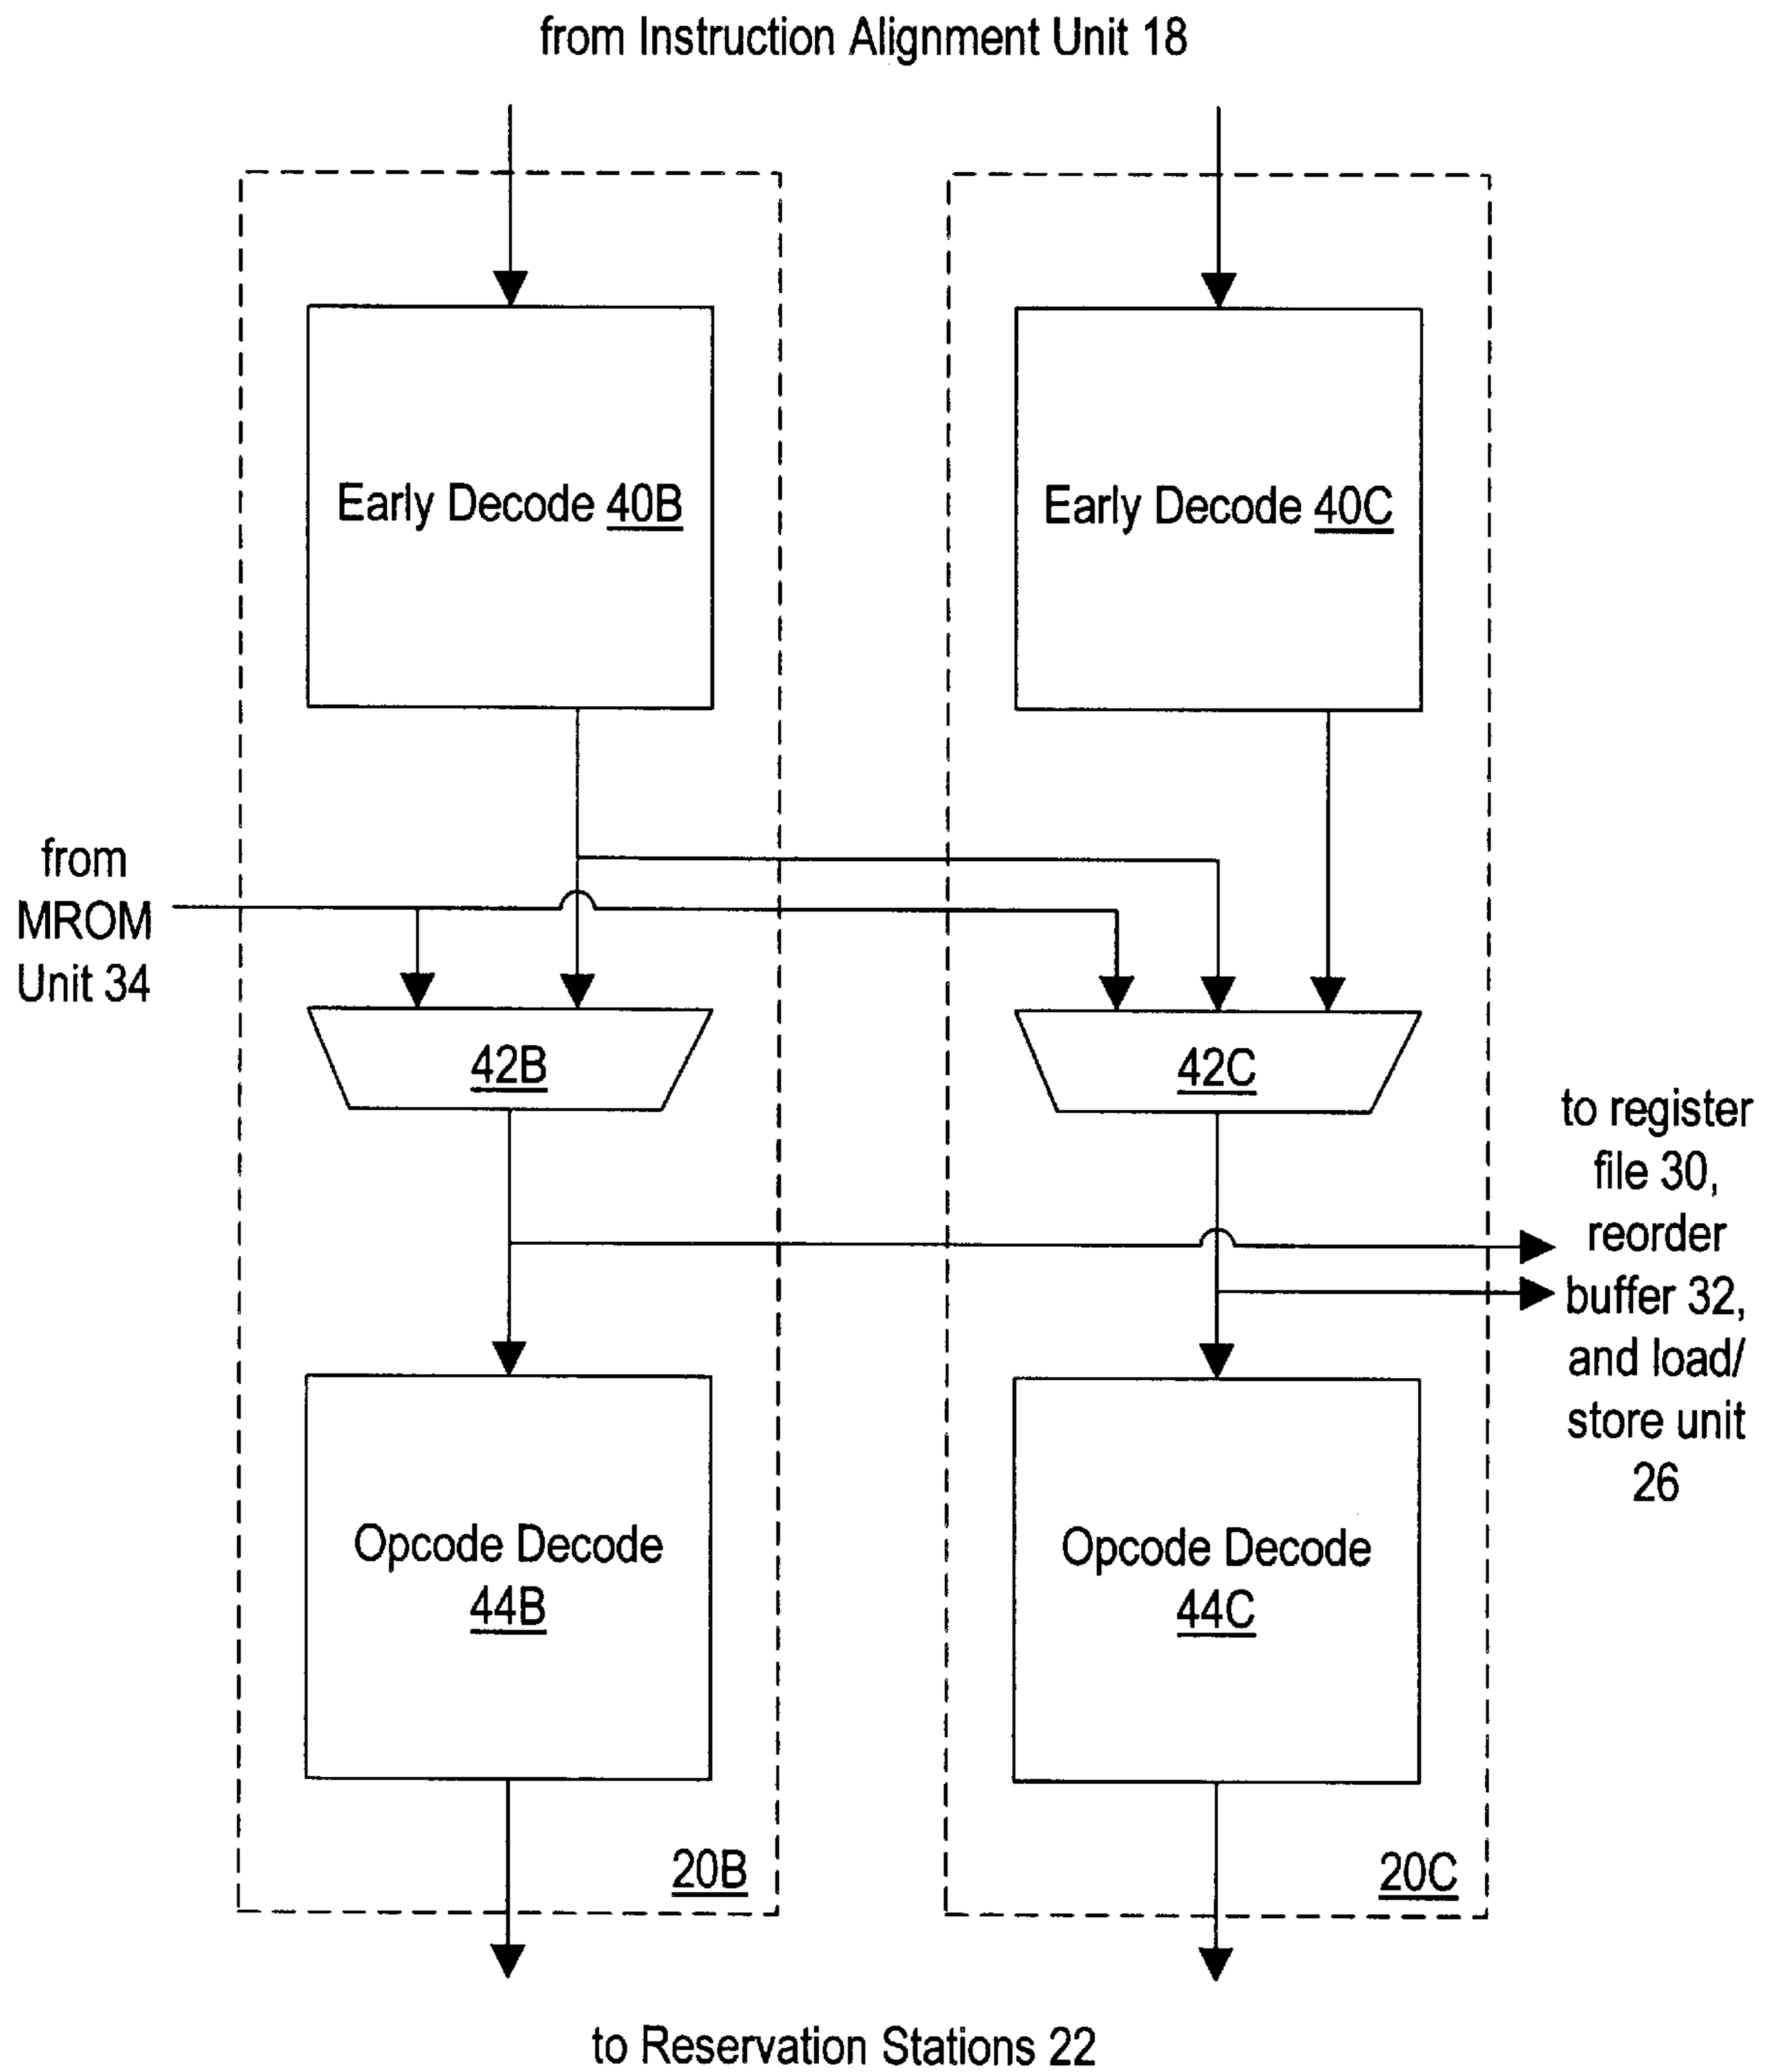 from Instruction Alignment Unit 18
Early Decode 40B
Early Decode 40C
from
MROM
Unit 34
42B
42C
to register
file 30,
reorder
buffer 32,
and load/
store unit
26
Opcode Decode
44B
Opcode Decode
44C
20B
20C
to Reservation Stations 22